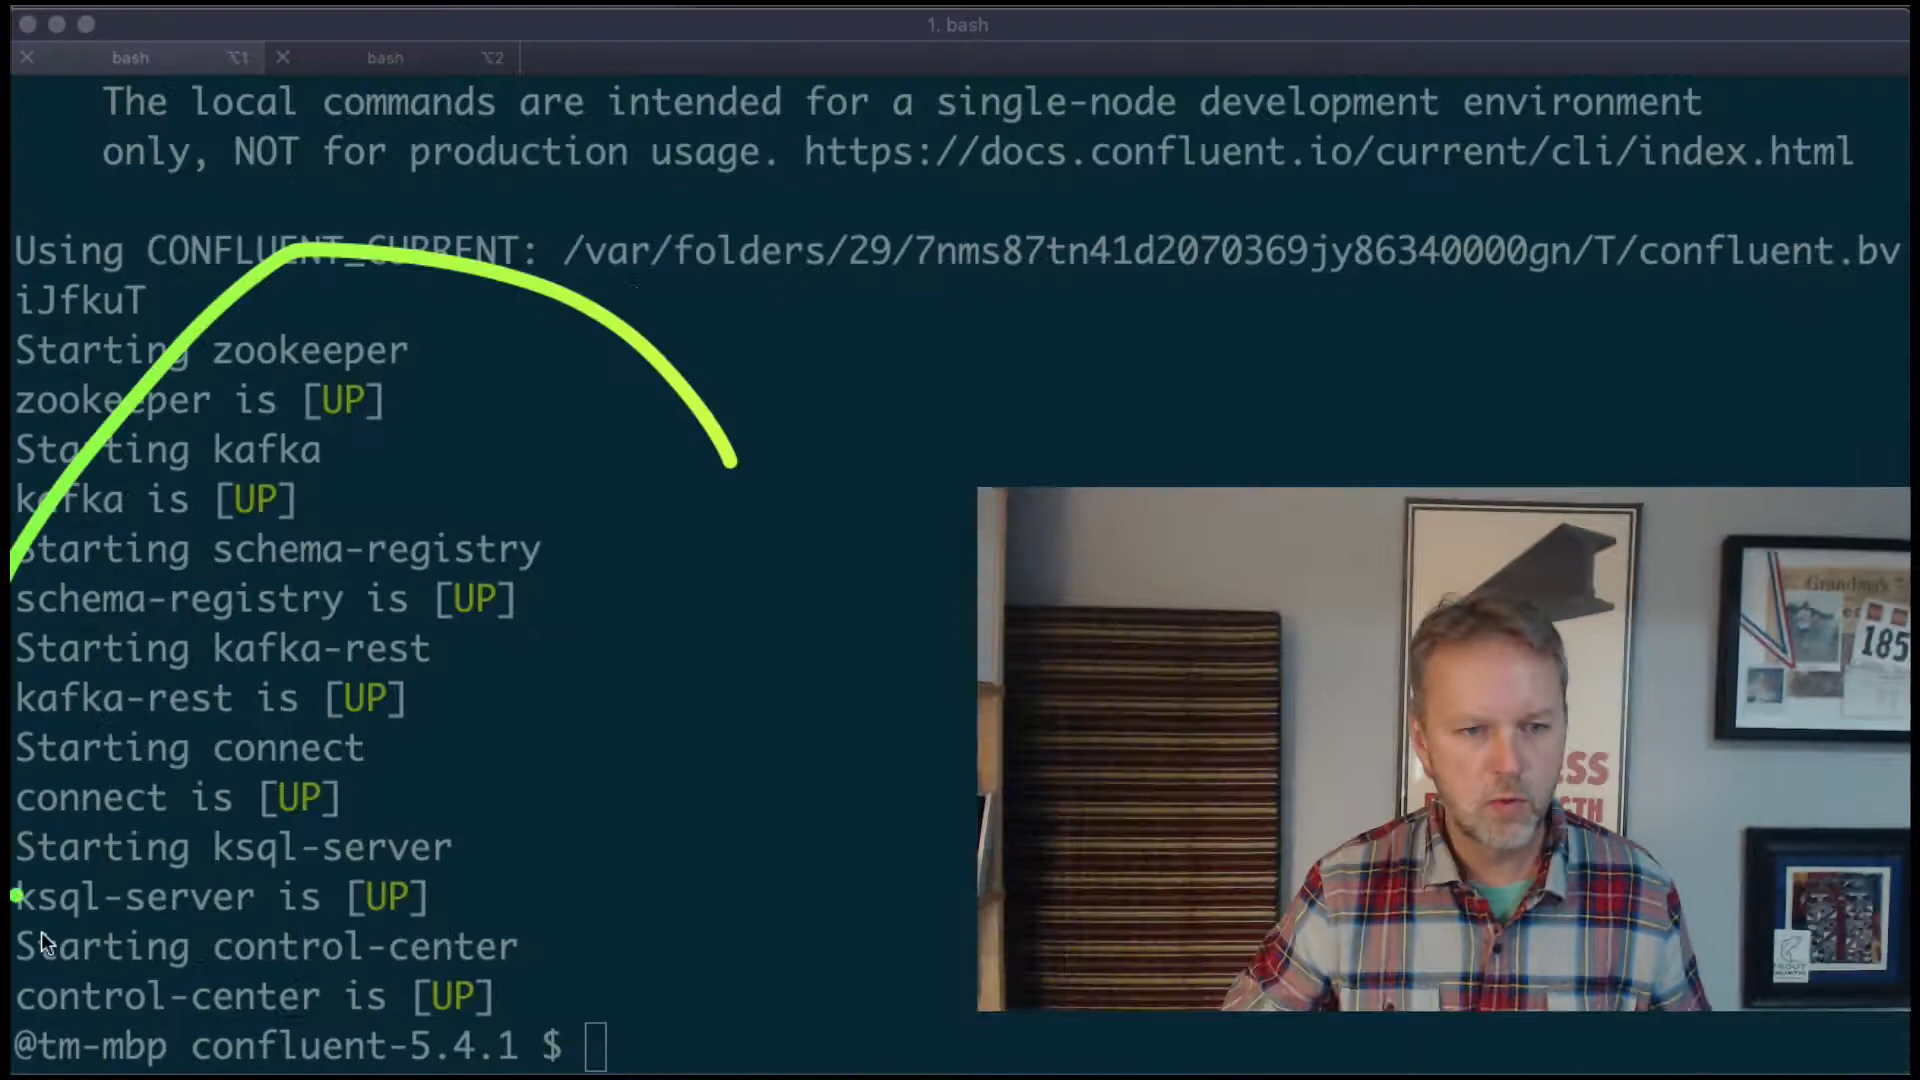 1. bash
bash ⌥1 bash ⌥2
The local commands are intended for a single-node development environment
only, NOT for production usage. https://docs.confluent.io/current/cli/index.html
Using CONFLUENT_CURRENT: /var/folders/29/7nms87tn41d2070369jy86340000gn/T/confluent.bv
iJfkuT
Starting zookeeper
zookeeper is [UP]
Starting kafka
kafka is [UP]
Starting schema-registry
schema-registry is [UP]
Starting kafka-rest
kafka-rest is [UP]
Starting connect
connect is [UP]
Starting ksql-server
ksql-server is [UP]
Starting control-center
control-center is [UP]
@tm-mbp confluent-5.4.1 $
Grandma's
185